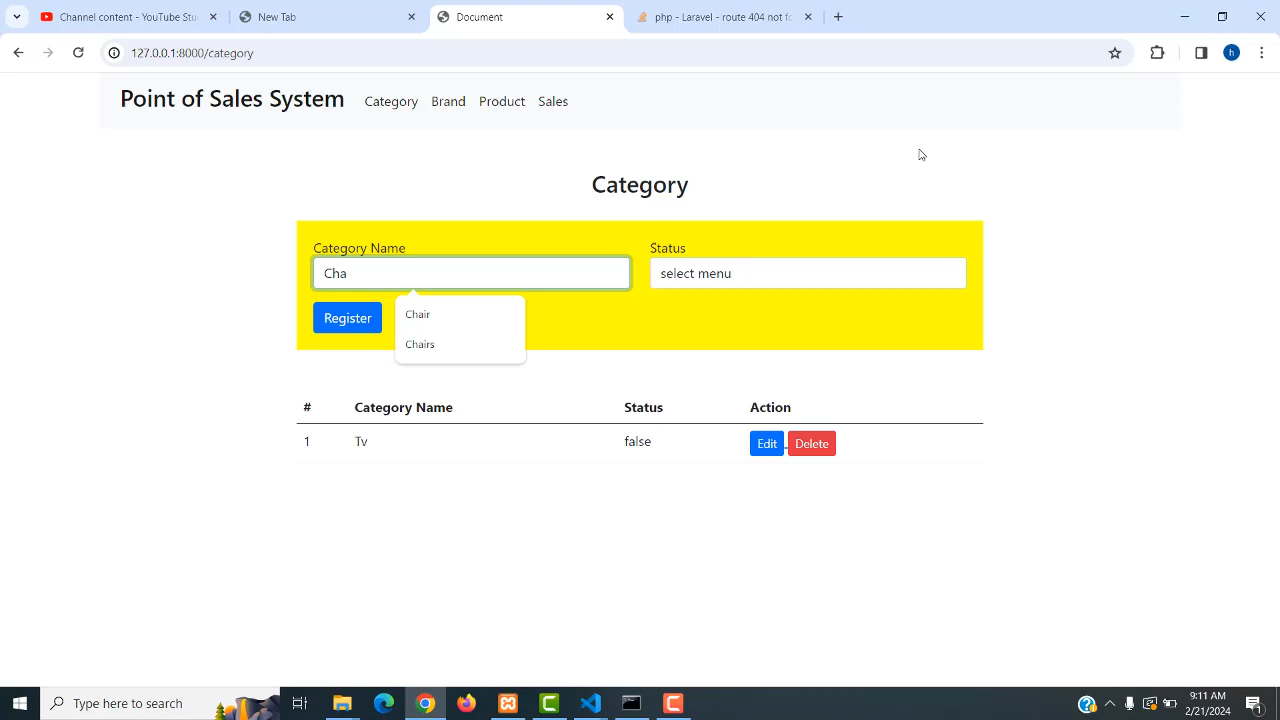 Channel content - YouTube Stu
New Tab
Document
php - Laravel - route 404 not fo
127.0.0.1:8000/category
h
Point of Sales System
Category
Brand
Product
Sales
Category
Category Name
Status
Cha
select menu
Register
Chair
Chairs
# Category Name Status Action
1 Tv false Edit Delete
Type here to search
9:11 AM
2/21/2024